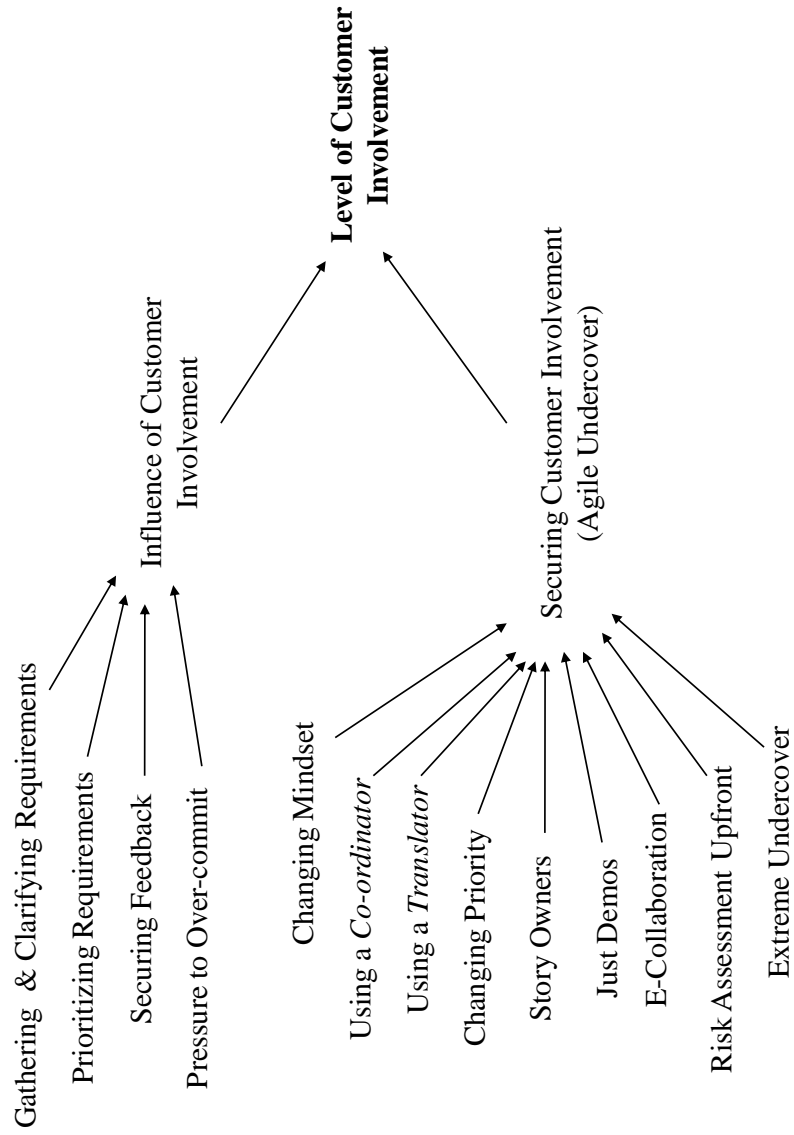 Gathering & Clarifying Requirements
Prioritizing Requirements
Securing Feedback
Pressure to Over-commit
Influence of Customer
Involvement
Changing Mindset
Using a Co-ordinator
Using a Translator
Changing Priority
Story Owners
Just Demos
E-Collaboration
Risk Assessment Upfront
Extreme Undercover
Securing Customer Involvement
(Agile Undercover)
Level of Customer
Involvement